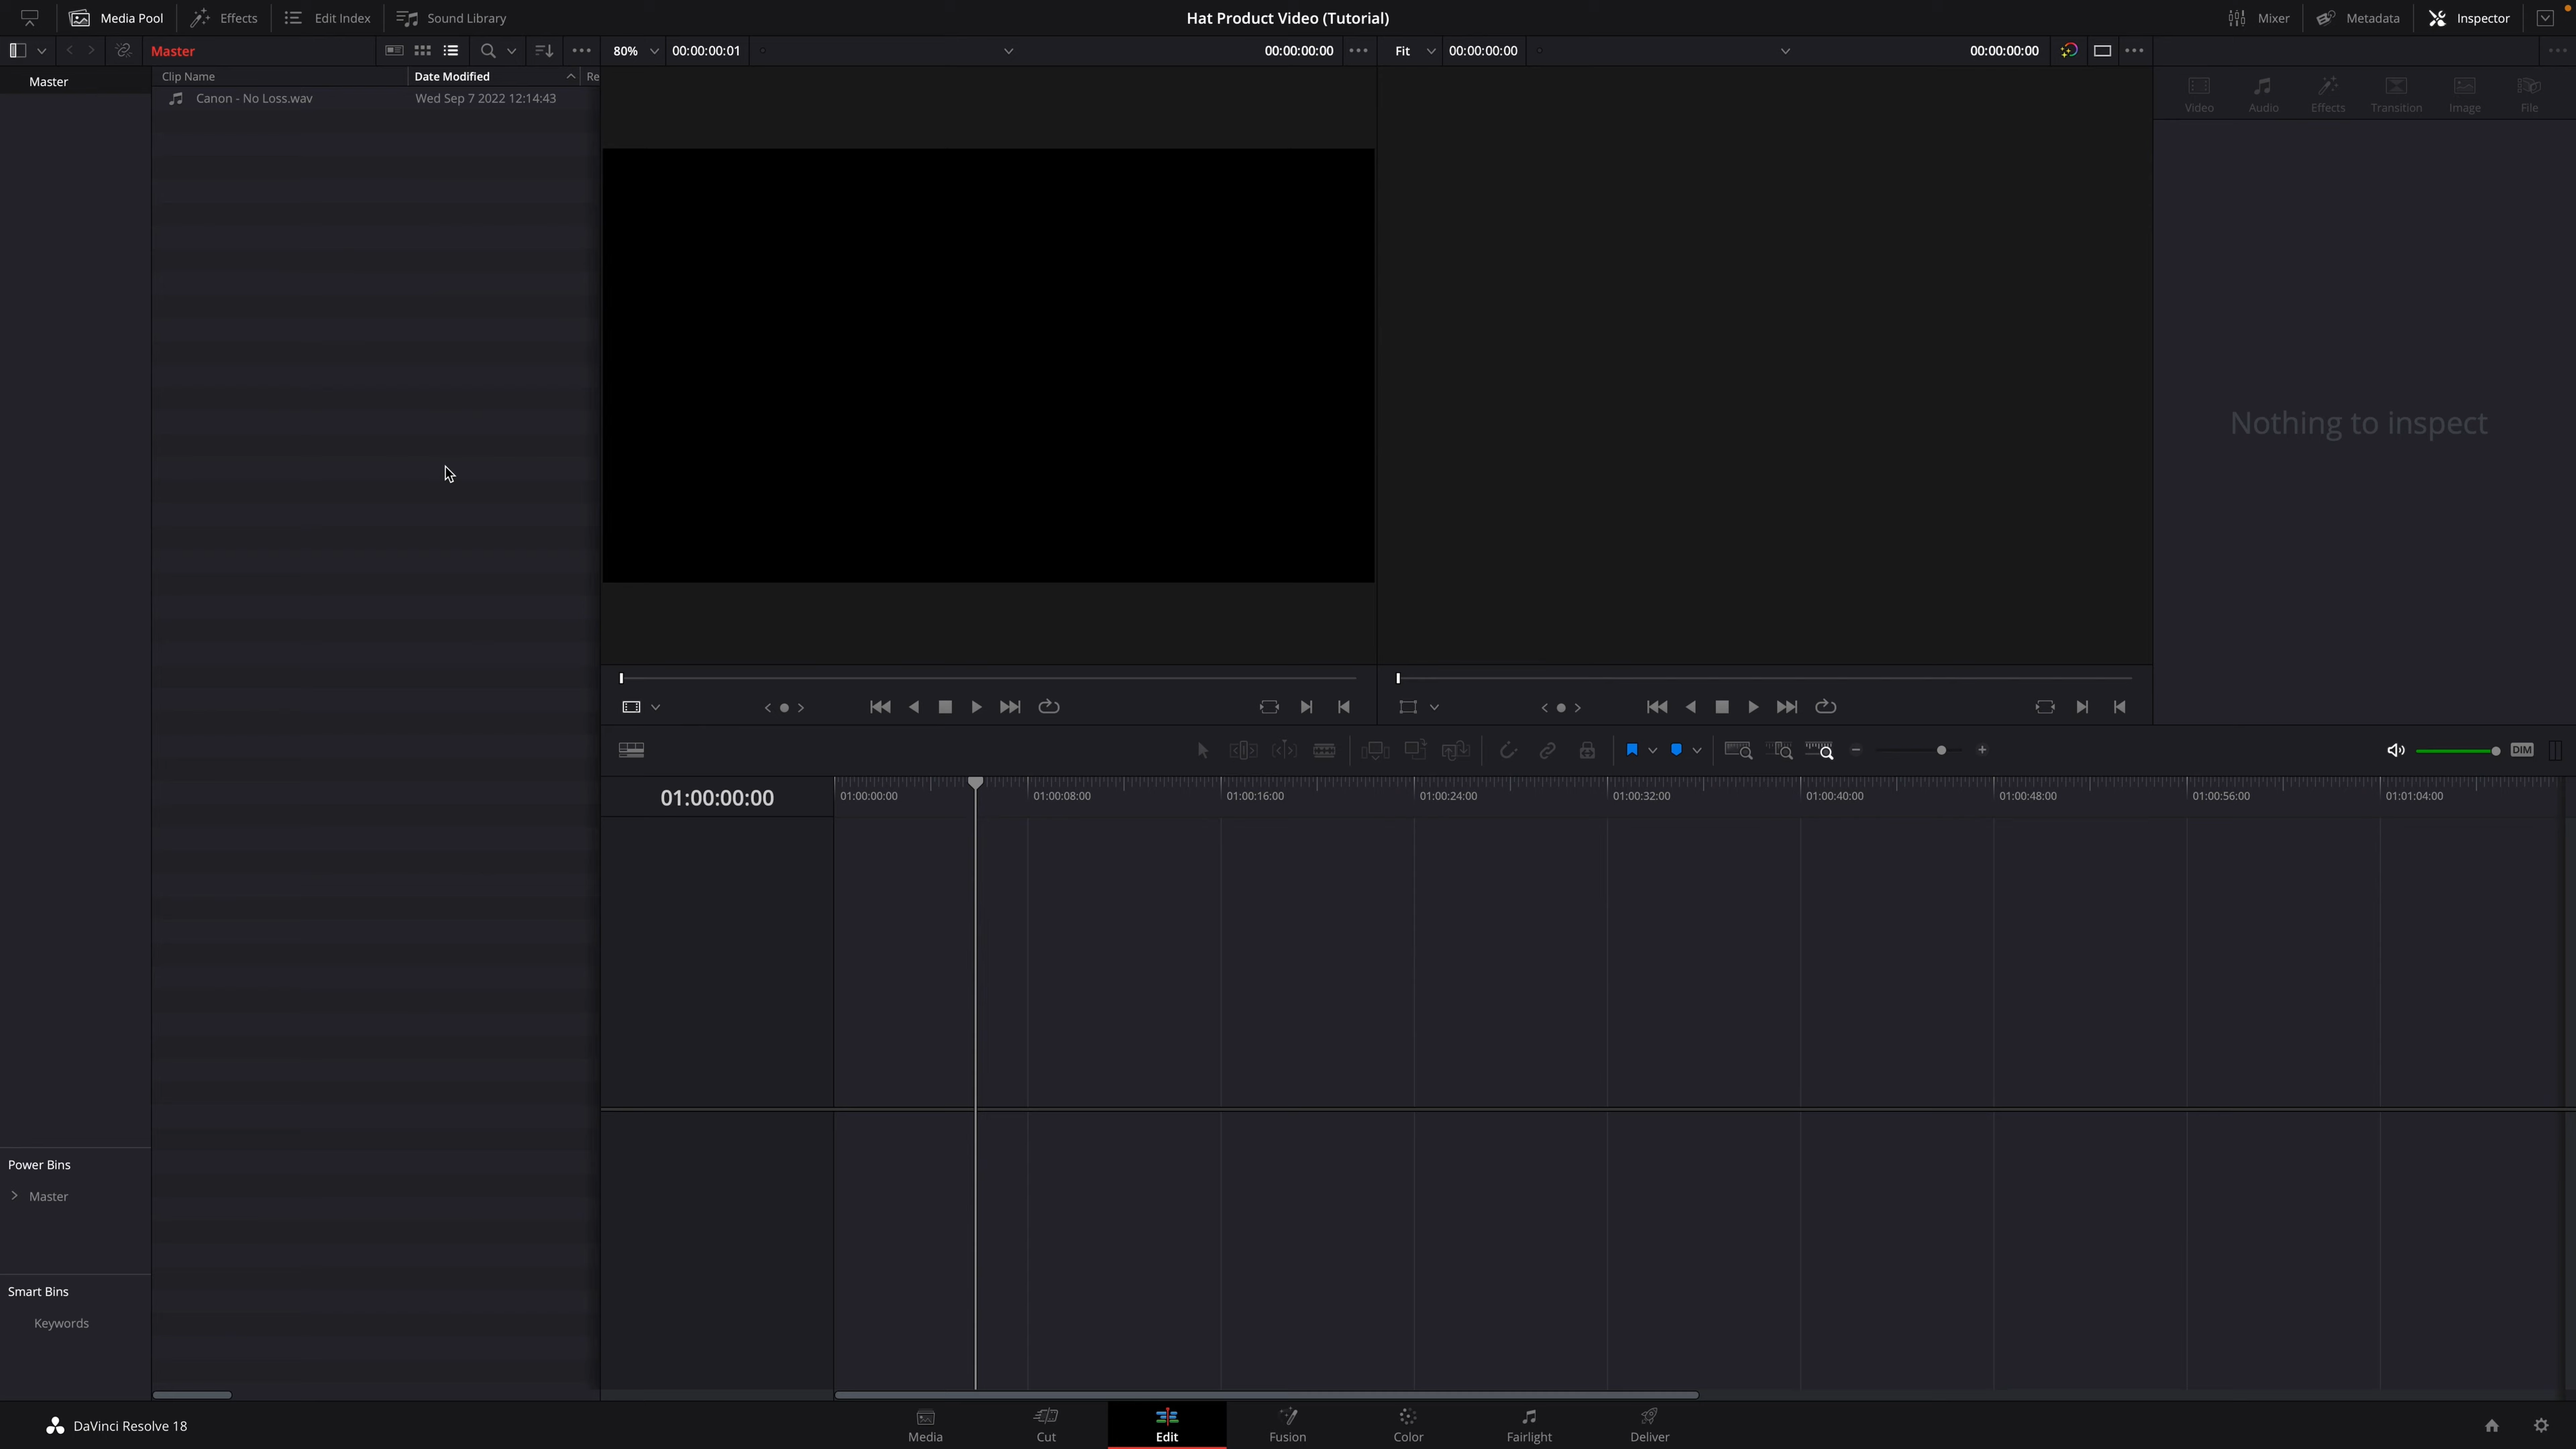 Media Pool Effects Edit Index Sound Library Hat Product Video (Tutorial) Mixer Metadata Inspector
Master 80% 00:00:00:01 00:00:00:00 Fit 00:00:00:00 00:00:00:00
Master Clip Name Date Modified Re
Canon - No Loss.wav Wed Sep 7 2022 12:14:43
Video Audio Effects Transition Image File
Nothing to inspect
DIM
01:00:00:00 01:00:00:00 01:00:08:00 01:00:16:00 01:00:24:00 01:00:32:00 01:00:40:00 01:00:48:00 01:00:56:00 01:01:04:00
Power Bins
Master
Smart Bins
Keywords
DaVinci Resolve 18 Media Cut Edit Fusion Color Fairlight Deliver